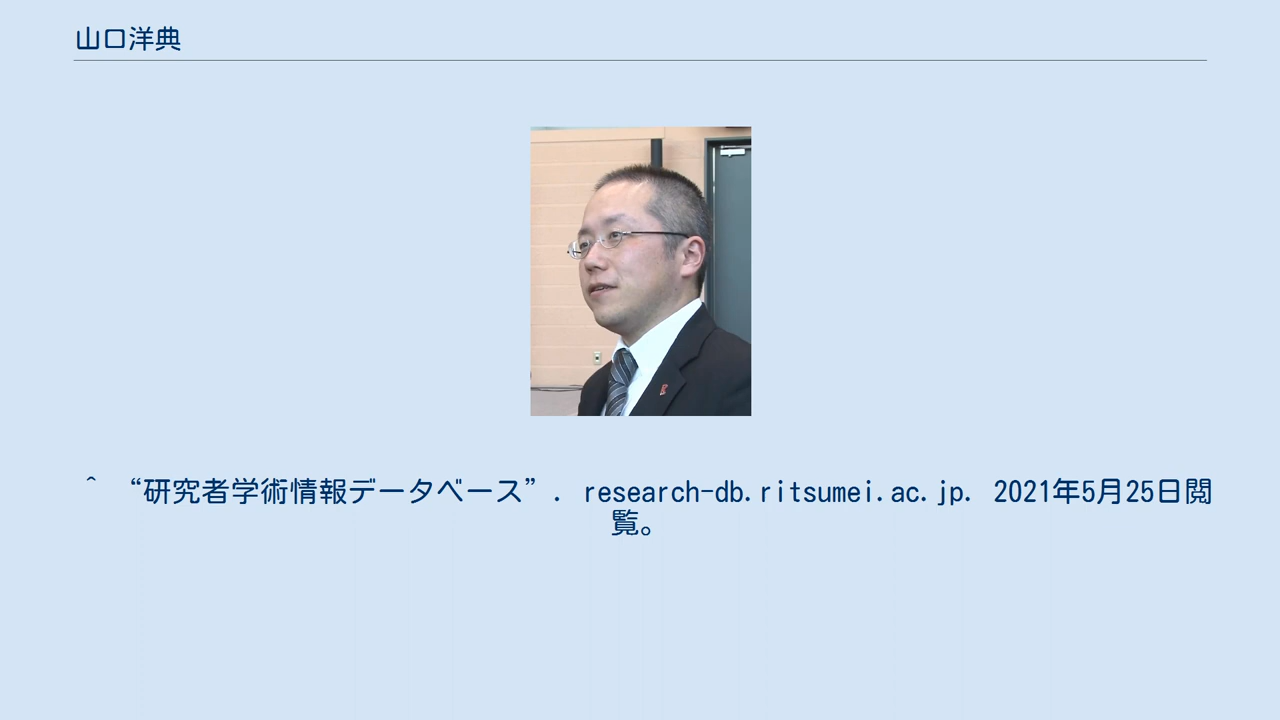 山口洋典
^ “研究者学術情報データベース”. research-db.ritsumei.ac.jp. 2021年5月25日閲
覧。